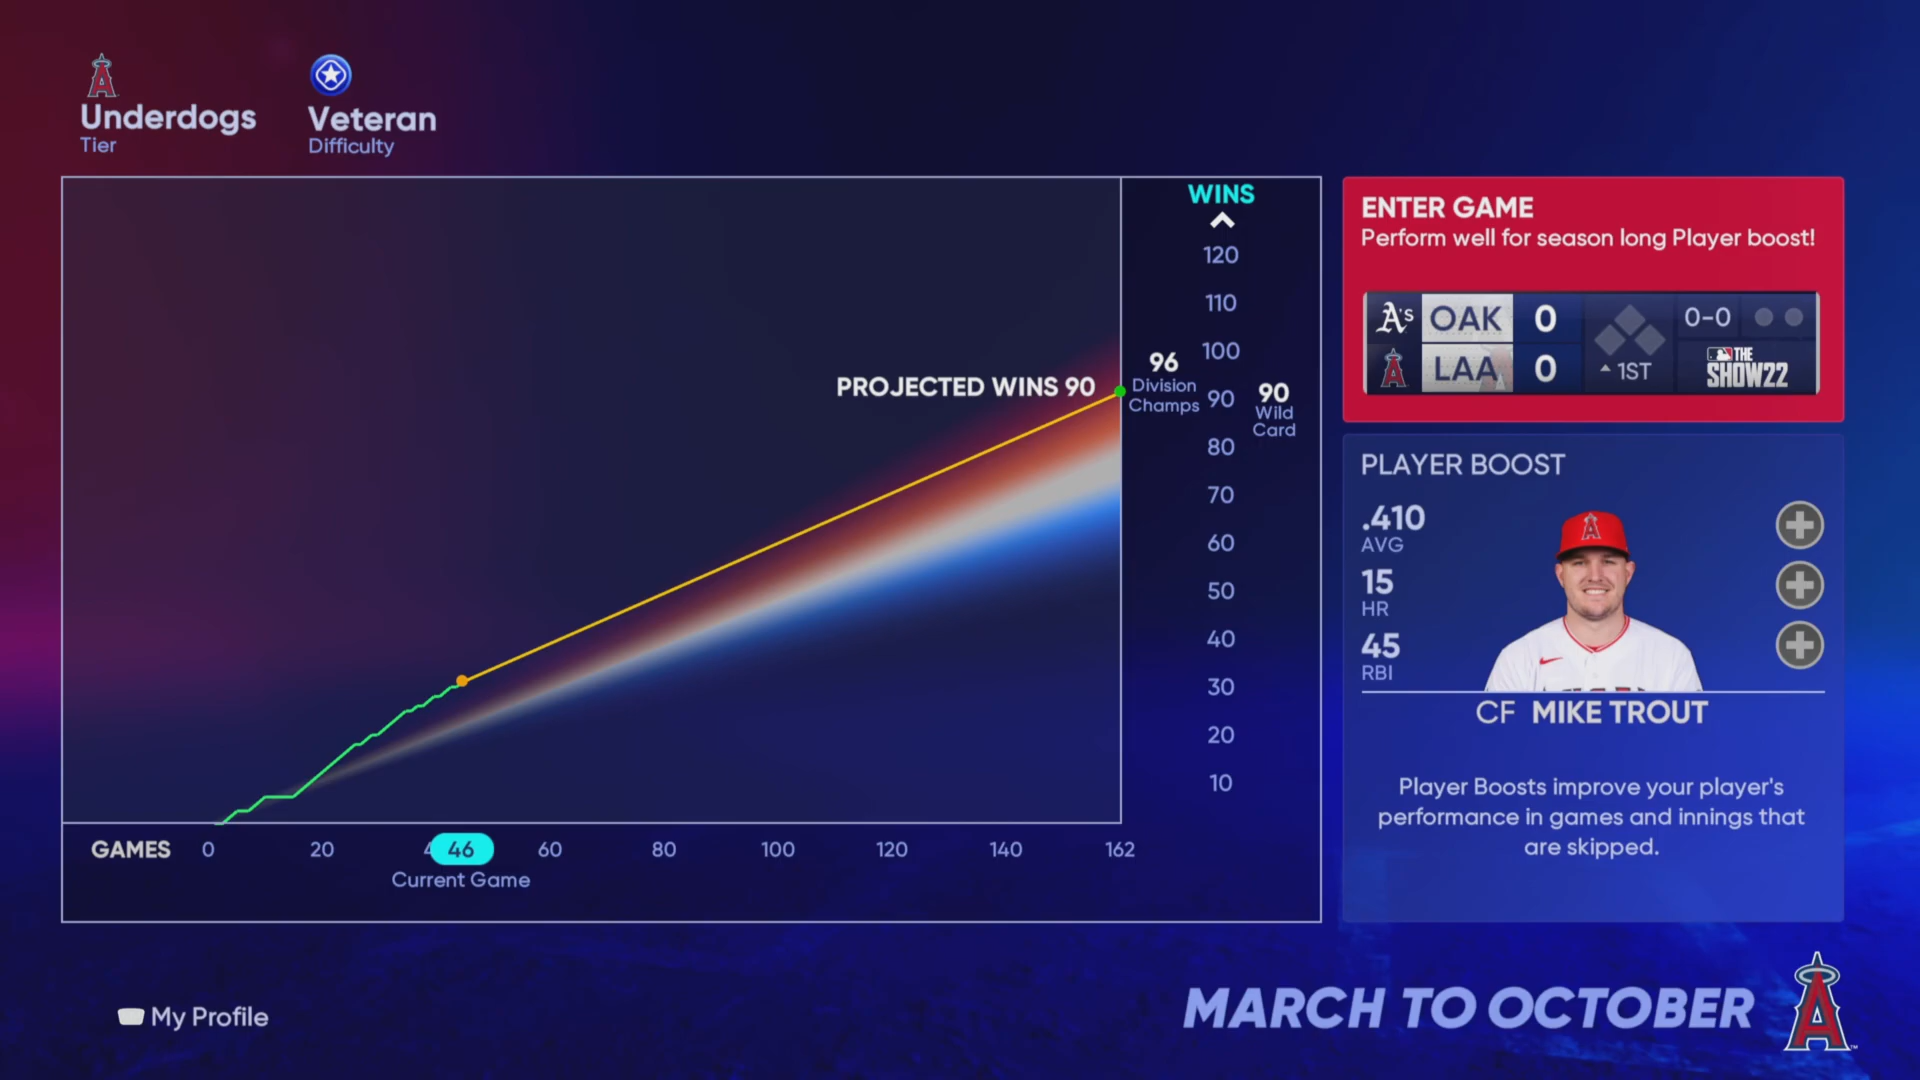 Underdogs
Tier
Veteran
Difficulty
WINS
120
110
100
90
80
70
60
50
40
30
20
10
PROJECTED WINS 90
96
Division
Champs
90
Wild
Card
GAMES 0 20 46 60 80 100 120 140 162
Current Game
ENTER GAME
Perform well for season long Player boost!
A's OAK 0 0-0
A LAA 0 1ST THE SHOW22
PLAYER BOOST
.410
AVG
15
HR
45
RBI
CF MIKE TROUT
Player Boosts improve your player's
performance in games and innings that
are skipped.
My Profile
MARCH TO OCTOBER